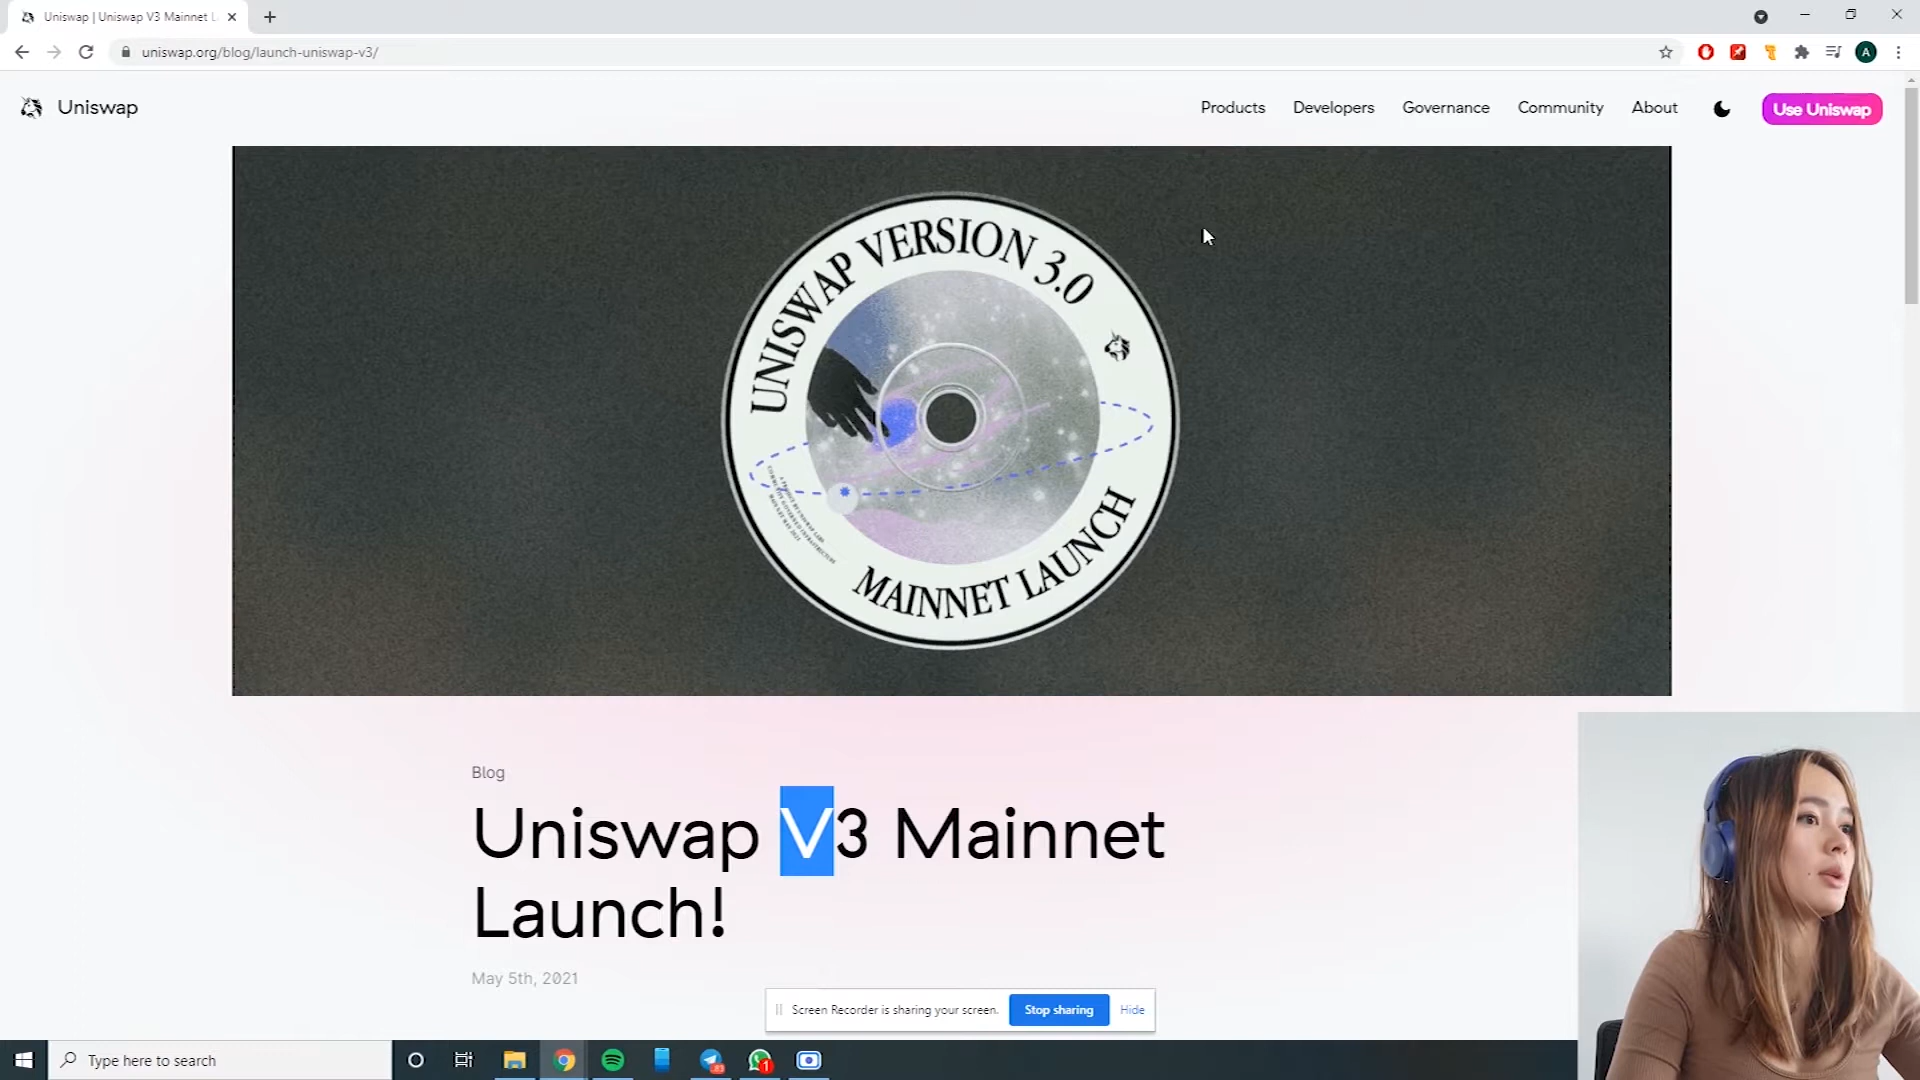 Uniswap | Uniswap V3 Mainnet L
uniswap.org/blog/launch-uniswap-v3/
A
Uniswap
Products
Developers
Governance
Community
About
Use Uniswap
UNISWAP VERSION 3.0
MAINNET LAUNCH
Blog
Uniswap V3 Mainnet
Launch!
May 5th, 2021
Screen Recorder is sharing your screen.
Stop sharing
Hide
Type here to search
83
1